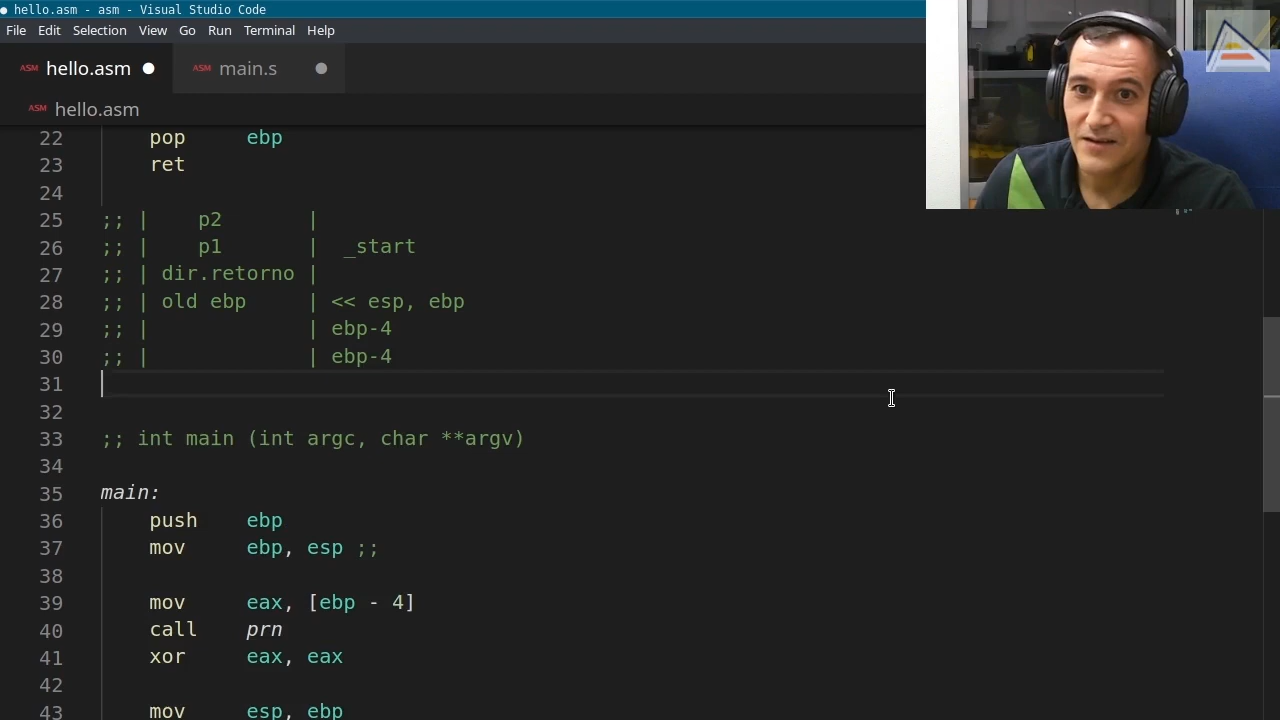 hello.asm - asm - Visual Studio Code
File Edit Selection View Go Run Terminal Help
ASM hello.asm ASM main.s
ASM hello.asm
22 pop ebp
23 ret
24
25 ;; | p2 |
26 ;; | p1 | _start
27 ;; | dir.retorno |
28 ;; | old ebp | << esp, ebp
29 ;; | | ebp-4
30 ;; | | ebp-4
31
32
33 ;; int main (int argc, char **argv)
34
35 main:
36 push ebp
37 mov ebp, esp ;;
38
39 mov eax, [ebp - 4]
40 call prn
41 xor eax, eax
42
43 mov esp, ebp